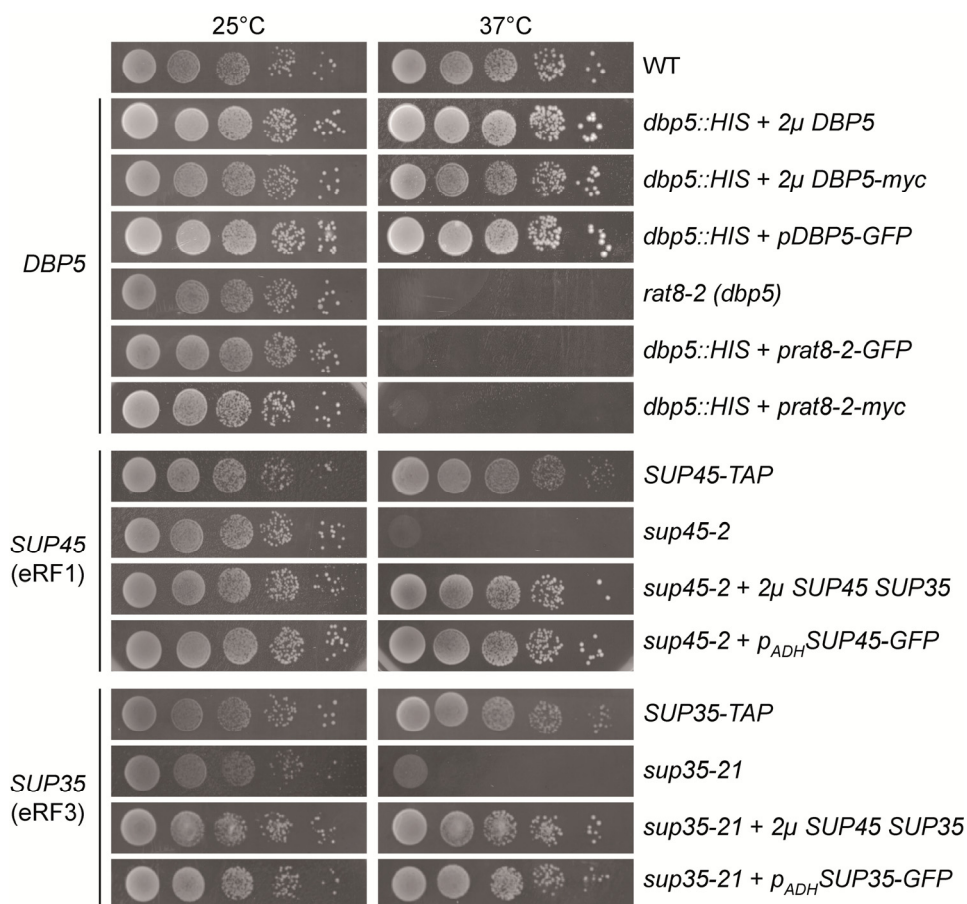 25°C 37°C
WT
dbp5::HIS + 2µ DBP5
dbp5::HIS + 2µ DBP5-myc
dbp5::HIS + pDBP5-GFP
DBP5
rat8-2 (dbp5)
dbp5::HIS + prat8-2-GFP
dbp5::HIS + prat8-2-myc
SUP45-TAP
SUP45
(eRF1)
sup45-2
sup45-2 + 2µ SUP45 SUP35
sup45-2 + pADHSUP45-GFP
SUP35-TAP
SUP35
(eRF3)
sup35-21
sup35-21 + 2µ SUP45 SUP35
sup35-21 + pADHSUP35-GFP